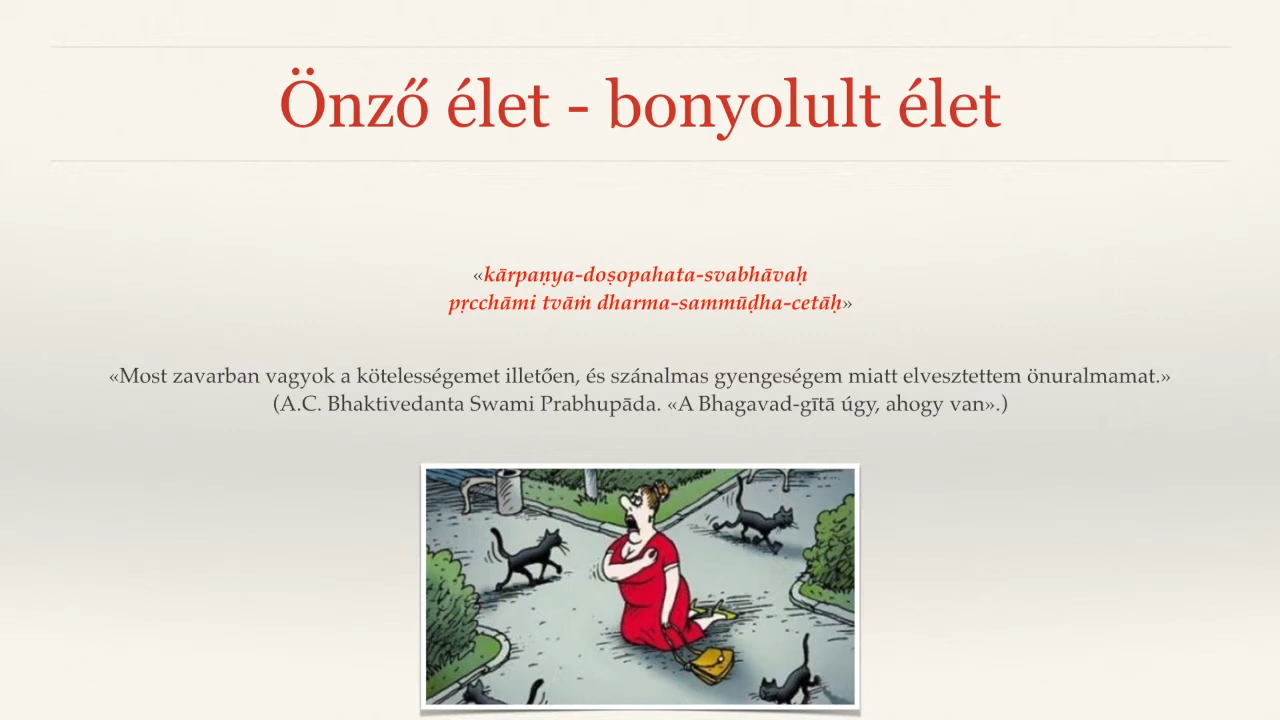 Önző élet - bonyolult élet
«kārpaṇya-doṣopahata-svabhāvaḥ
pṛcchāmi tvāṁ dharma-sammūḍha-cetāḥ»
«Most zavarban vagyok a kötelességemet illetően, és szánalmas gyengeségem miatt elvesztettem önuralmamat.»
(A.C. Bhaktivedanta Swami Prabhupāda. «A Bhagavad-gītā úgy, ahogy van».)